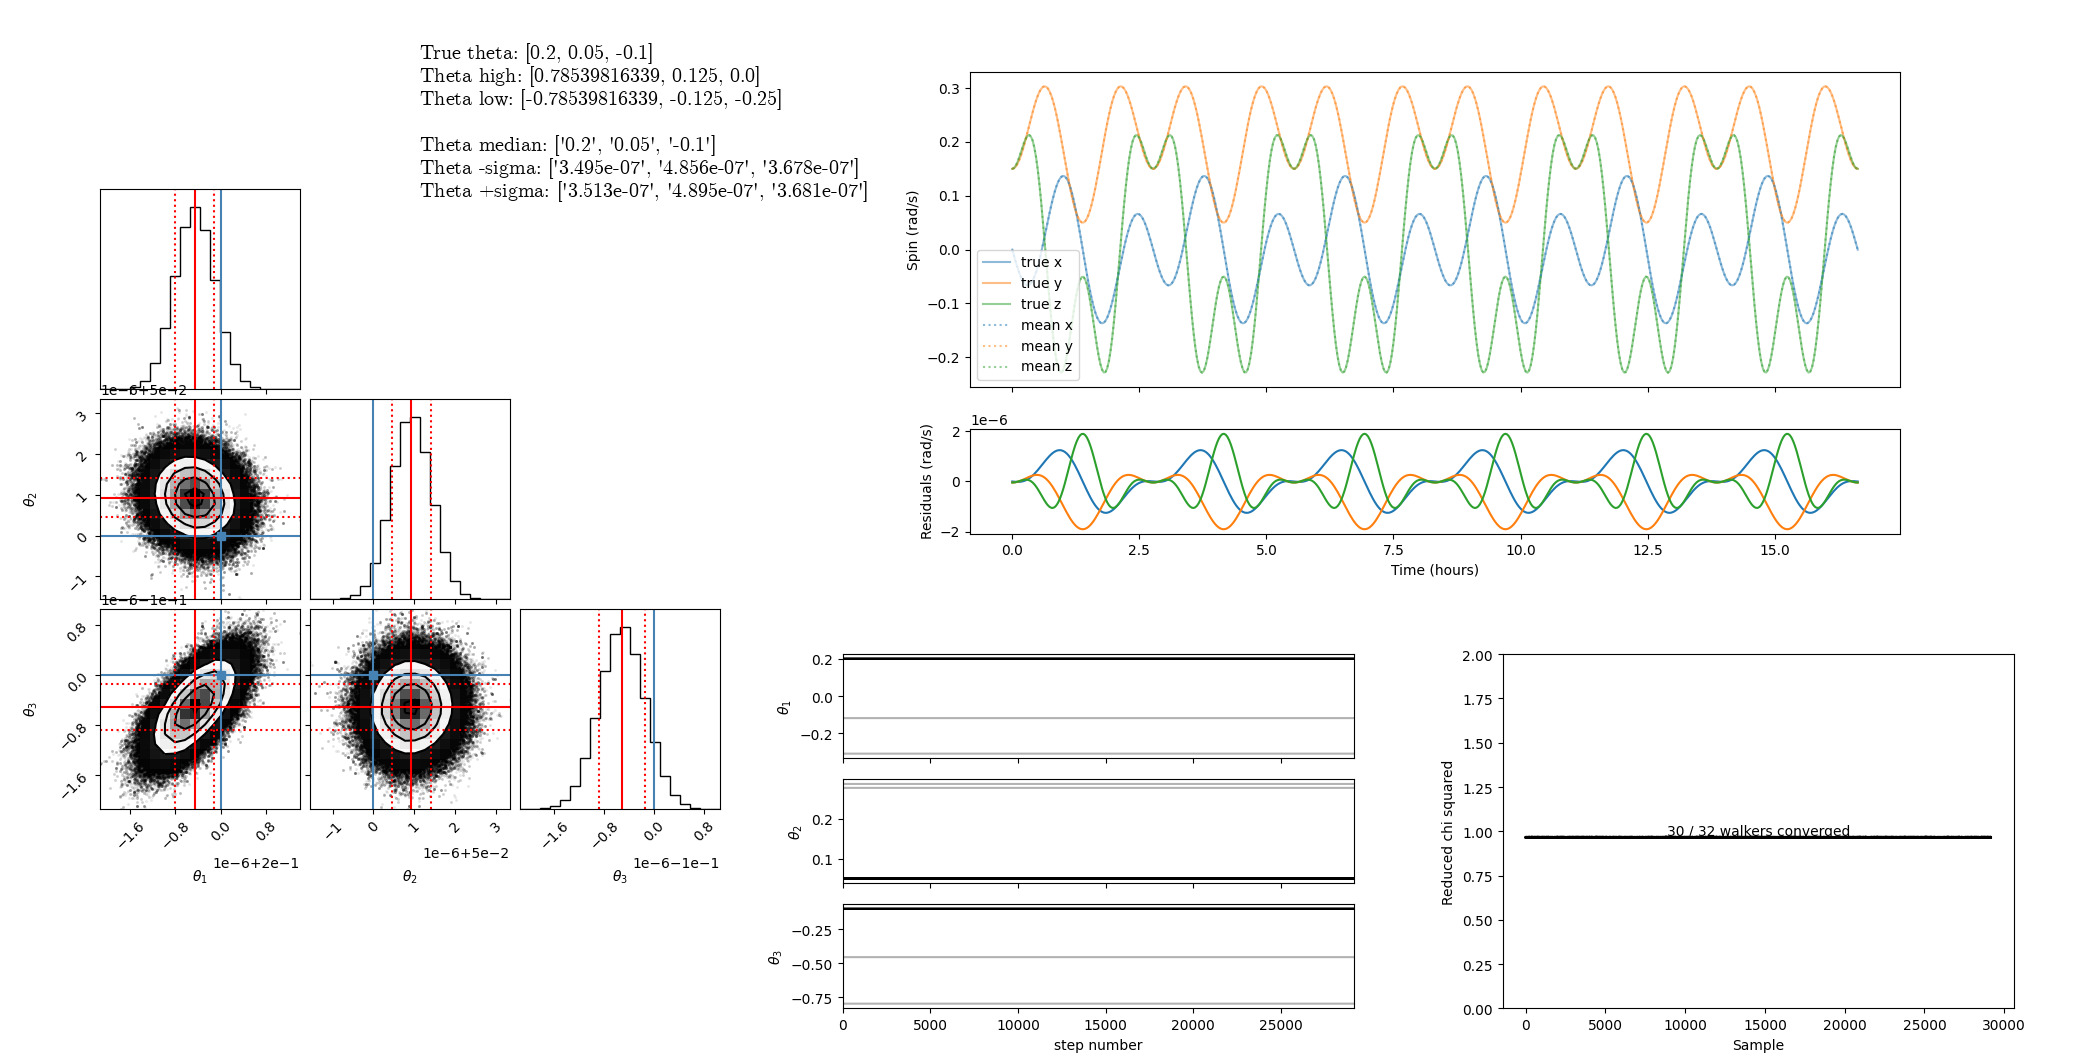 True theta: [0.2, 0.05, -0.1]
Theta high: [0.78539816339, 0.125, 0.0]
Theta low: [-0.78539816339, -0.125, -0.25]
Theta median: ['0.2', '0.05', '-0.1']
Theta -sigma: ['3.495e-07', '4.856e-07', '3.678e-07']
Theta +sigma: ['3.513e-07', '4.895e-07', '3.681e-07']
1e−6+5e−2
θ2
3
2
1
0
−1
1e−6−1e−1
θ3
0.8
0.0
−0.8
−1.6
−1.6 −0.8 0.0 0.8
1e−6+2e−1
θ1
−1 0 1 2 3
1e−6+5e−2
θ2
−1.6 −0.8 0.0 0.8
1e−6−1e−1
θ3
Spin (rad/s)
0.3
0.2
0.1
0.0
−0.1
−0.2
true x
true y
true z
mean x
mean y
mean z
1e−6
Residuals (rad/s)
2
0
−2
0.0 2.5 5.0 7.5 10.0 12.5 15.0
Time (hours)
θ1
0.2
0.0
−0.2
θ2
0.2
0.1
θ3
−0.25
−0.50
−0.75
0 5000 10000 15000 20000 25000
step number
Reduced chi squared
2.00
1.75
1.50
1.25
1.00
0.75
0.50
0.25
0.00
30 / 32 walkers converged
0 5000 10000 15000 20000 25000 30000
Sample